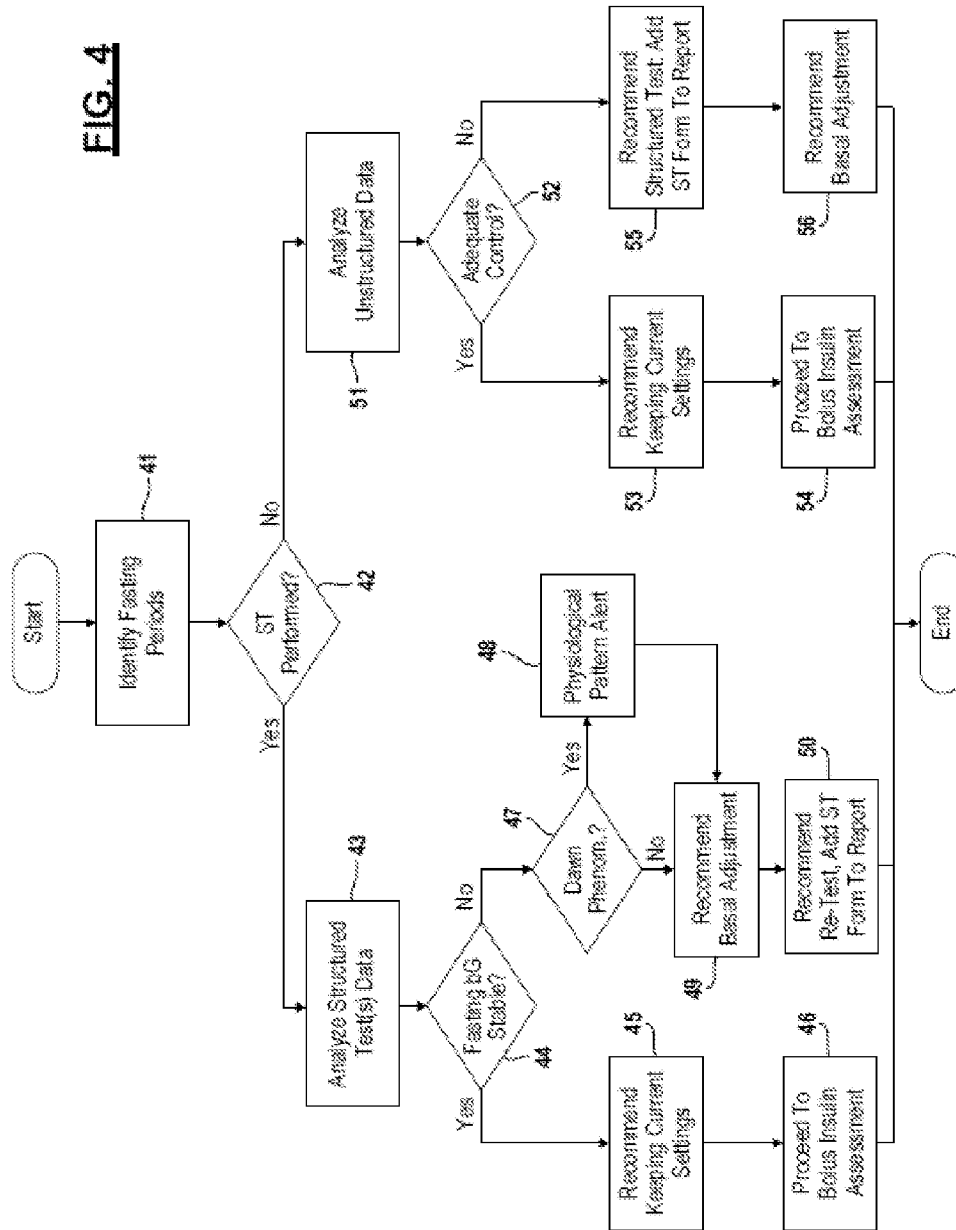 FIG. 4
Start
41
Identify Fasting
Periods
42
ST
Performed?
Yes
No
43
Analyze Structured
Test(s) Data
44
Fasting bG
Stable?
Yes
No
45
Recommend
Keeping Current
Settings
46
Proceed To
Bolus Insulin
Assessment
47
Dawn
Phenom.?
Yes
No
48
Physiological
Pattern Alert
49
Recommend
Basal Adjustment
50
Recommend
Re-Test, Add ST
Form To Report
51
Analyze
Unstructured Data
52
Adequate
Control?
Yes
No
53
Recommend
Keeping Current
Settings
54
Proceed To
Bolus Insulin
Assessment
55
Recommend
Structured Test. Add
ST Form To Report
56
Recommend
Basal Adjustment
End